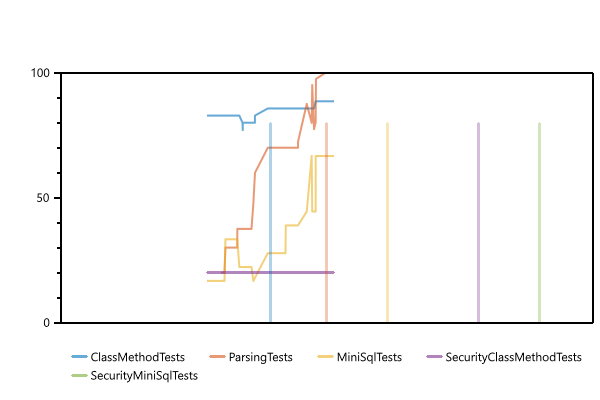 100
50
0
ClassMethodTests ParsingTests MiniSqlTests SecurityClassMethodTests
SecurityMiniSqlTests